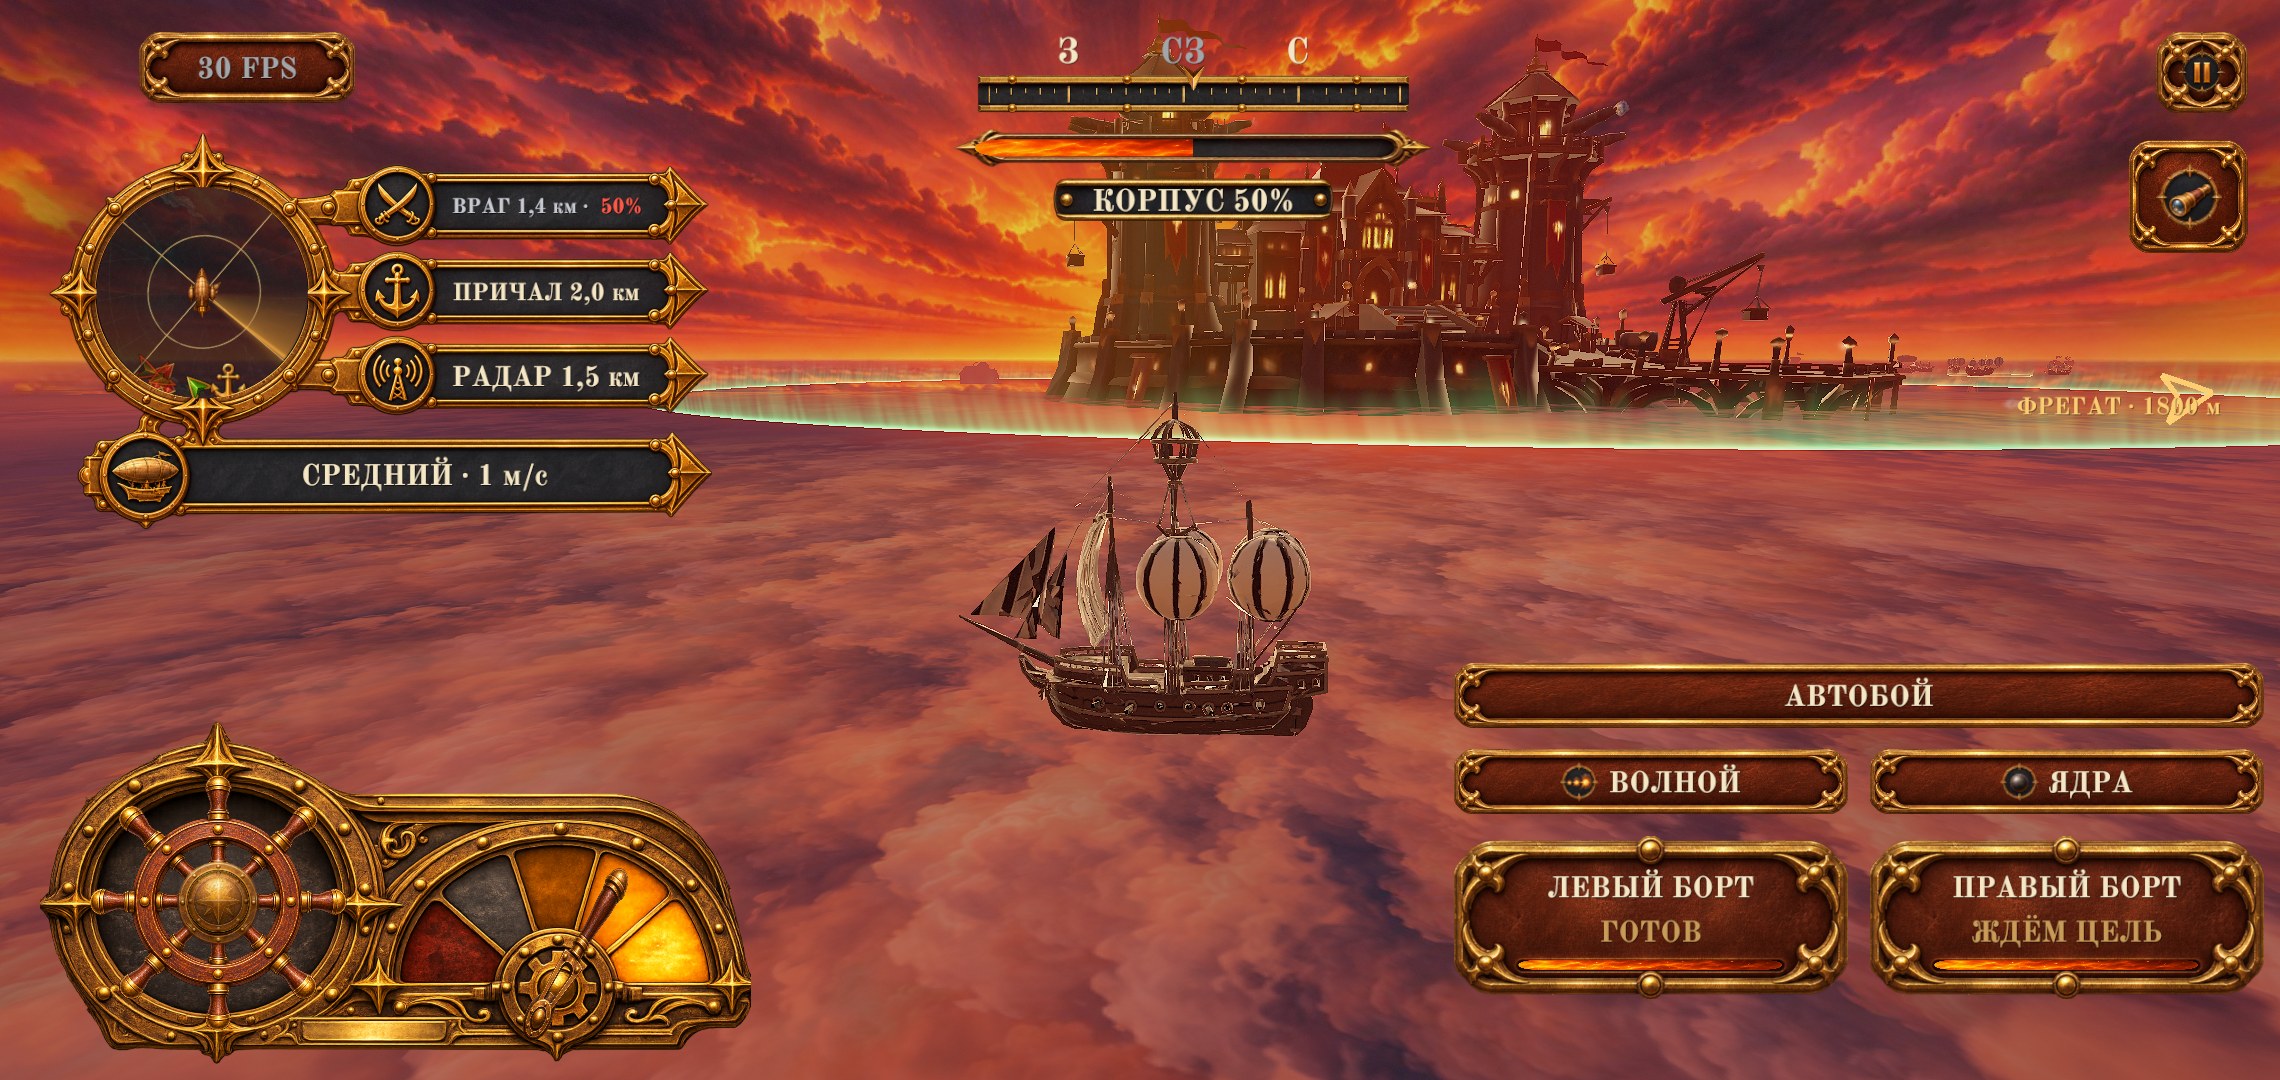 30 FPS
З СЗ С
КОРПУС 50%
ВРАГ 1,4 км · 50%
ПРИЧАЛ 2,0 км
РАДАР 1,5 км
СРЕДНИЙ · 1 м/с
ФРЕГАТ · 1800 м
АВТОБОЙ
ВОЛНОЙ
ЯДРА
ЛЕВЫЙ БОРТ
ГОТОВ
ПРАВЫЙ БОРТ
ЖДЁМ ЦЕЛЬ